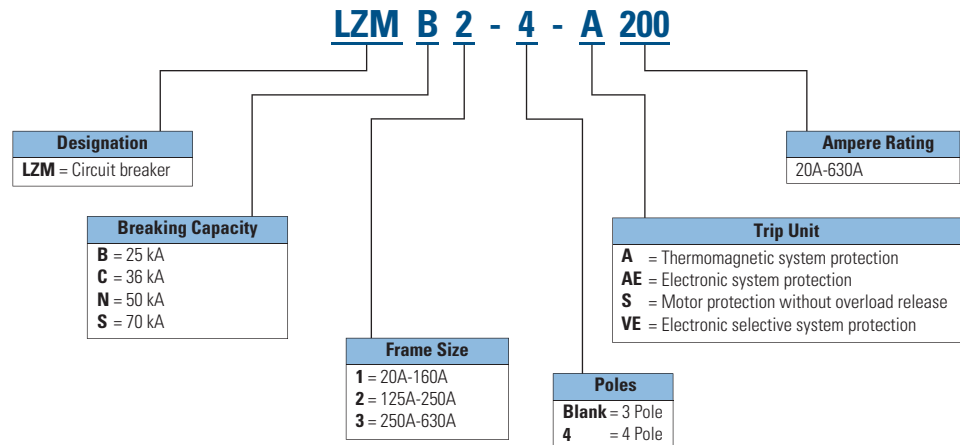 LZM B 2 - 4 - A 200
Designation
LZM = Circuit breaker
Ampere Rating
20A-630A
Breaking Capacity
B = 25 kA
C = 36 kA
N = 50 kA
S = 70 kA
Trip Unit
A = Thermomagnetic system protection
AE = Electronic system protection
S = Motor protection without overload release
VE = Electronic selective system protection
Frame Size
1 = 20A-160A
2 = 125A-250A
3 = 250A-630A
Poles
Blank = 3 Pole
4 = 4 Pole